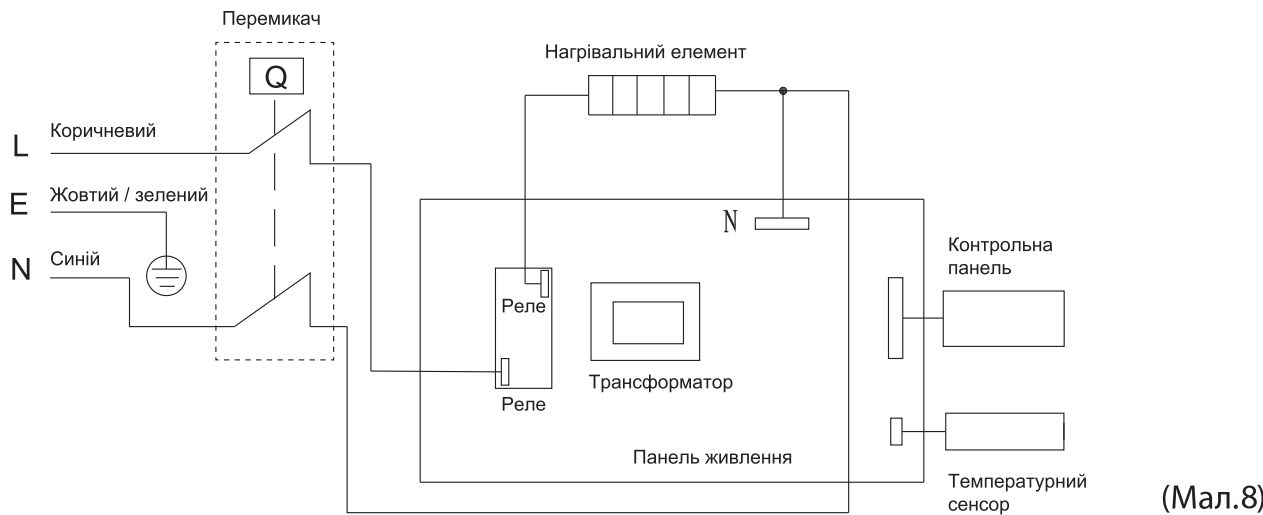 Перемикач
Q
Нагрівальний елемент
L
Коричневий
E
Жовтий / зелений
N
Синій
N
Контрольна
панель
Реле
Трансформатор
Реле
Панель живлення
Температурний
сенсор
(Мал.8)